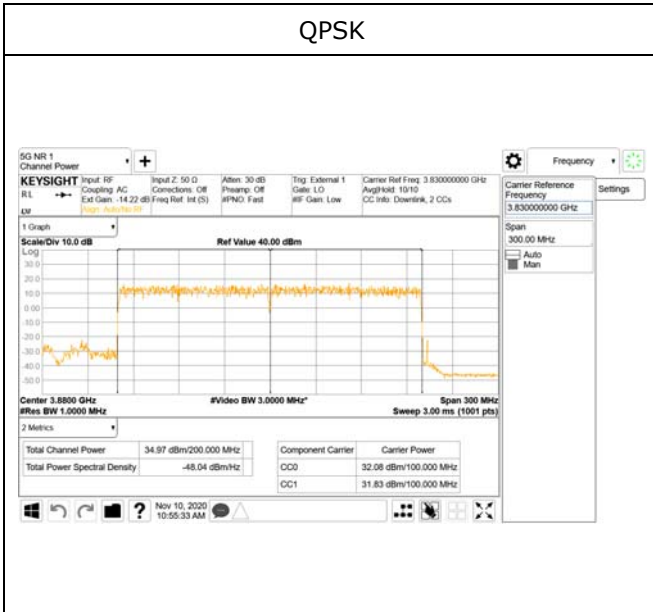 QPSK
5G NR 1
Channel Power
+
Frequency
KEYSIGHT
Input: RF
Input Z: 50 Ω
Atten: 30 dB
Trig: External 1
Carrier Ref Freq: 3.830000000 GHz
RL
Coupling: AC
Corrections: Off
Preamp: Off
Gate: LO
Avg|Hold: 10/10
Ext Gain: -14.22 dB
Freq Ref: Int (S)
#PNO: Fast
#IF Gain: Low
CC Info: Downlink, 2 CCs
Align: Auto/No RF
Carrier Reference
Frequency
3.830000000 GHz
Settings
Span
300.00 MHz
Auto
Man
1 Graph
Scale/Div 10.0 dB
Ref Value 40.00 dBm
Log
30.0
20.0
10.0
0.00
-10.0
-20.0
-30.0
-40.0
-50.0
Center 3.8800 GHz
#Video BW 3.0000 MHz*
Span 300 MHz
#Res BW 1.0000 MHz
Sweep 3.00 ms (1001 pts)
2 Metrics
Total Channel Power
34.97 dBm/200.000 MHz
Total Power Spectral Density
-48.04 dBm/Hz
Component Carrier
Carrier Power
CC0
32.08 dBm/100.000 MHz
CC1
31.83 dBm/100.000 MHz
?
Nov 10, 2020
10:55:33 AM